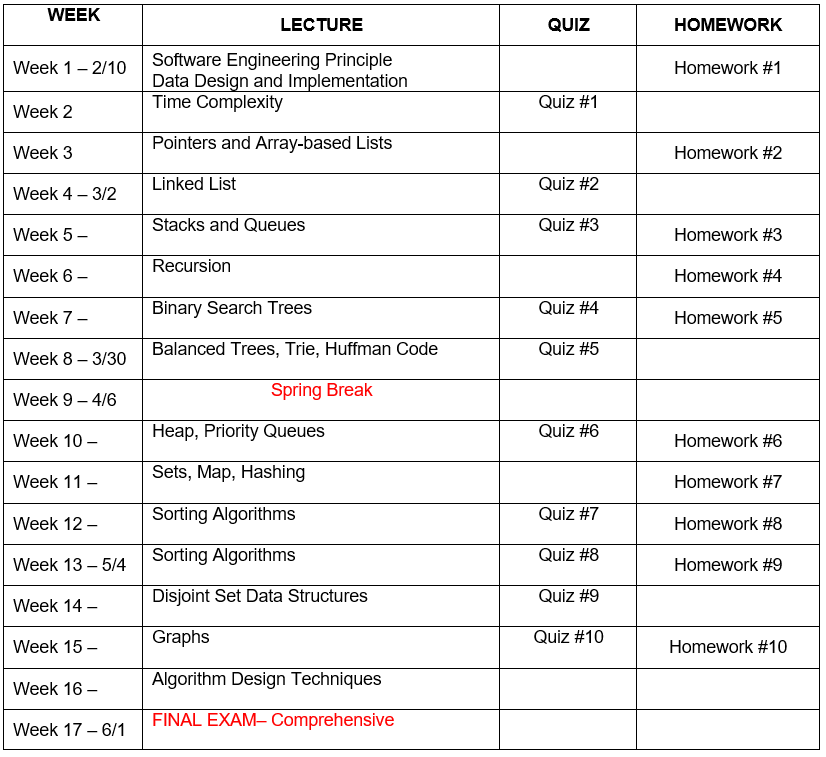 WEEK LECTURE QUIZ HOMEWORK
Week 1 – 2/10 Software Engineering Principle
Data Design and Implementation Homework #1
Week 2 Time Complexity Quiz #1
Week 3 Pointers and Array-based Lists Homework #2
Week 4 – 3/2 Linked List Quiz #2
Week 5 – Stacks and Queues Quiz #3 Homework #3
Week 6 – Recursion Homework #4
Week 7 – Binary Search Trees Quiz #4 Homework #5
Week 8 – 3/30 Balanced Trees, Trie, Huffman Code Quiz #5
Week 9 – 4/6 Spring Break
Week 10 – Heap, Priority Queues Quiz #6 Homework #6
Week 11 – Sets, Map, Hashing Homework #7
Week 12 – Sorting Algorithms Quiz #7 Homework #8
Week 13 – 5/4 Sorting Algorithms Quiz #8 Homework #9
Week 14 – Disjoint Set Data Structures Quiz #9
Week 15 – Graphs Quiz #10 Homework #10
Week 16 – Algorithm Design Techniques
Week 17 – 6/1 FINAL EXAM– Comprehensive